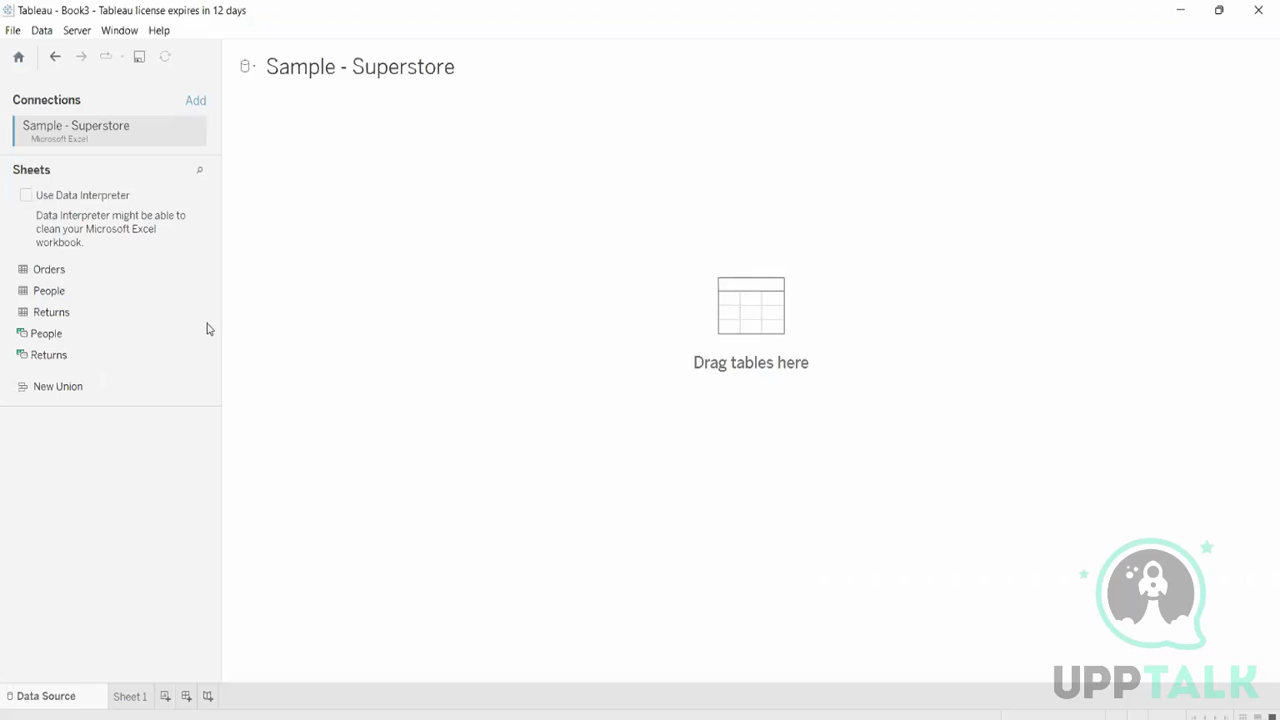 Tableau - Book3 - Tableau license expires in 12 days
File Data Server Window Help
Sample - Superstore
Connections Add
Sample - Superstore
Microsoft Excel
Sheets
Use Data Interpreter
Data Interpreter might be able to
clean your Microsoft Excel
workbook.
Orders
People
Returns
People
Returns
New Union
Drag tables here
Data Source Sheet 1
UPPTALK